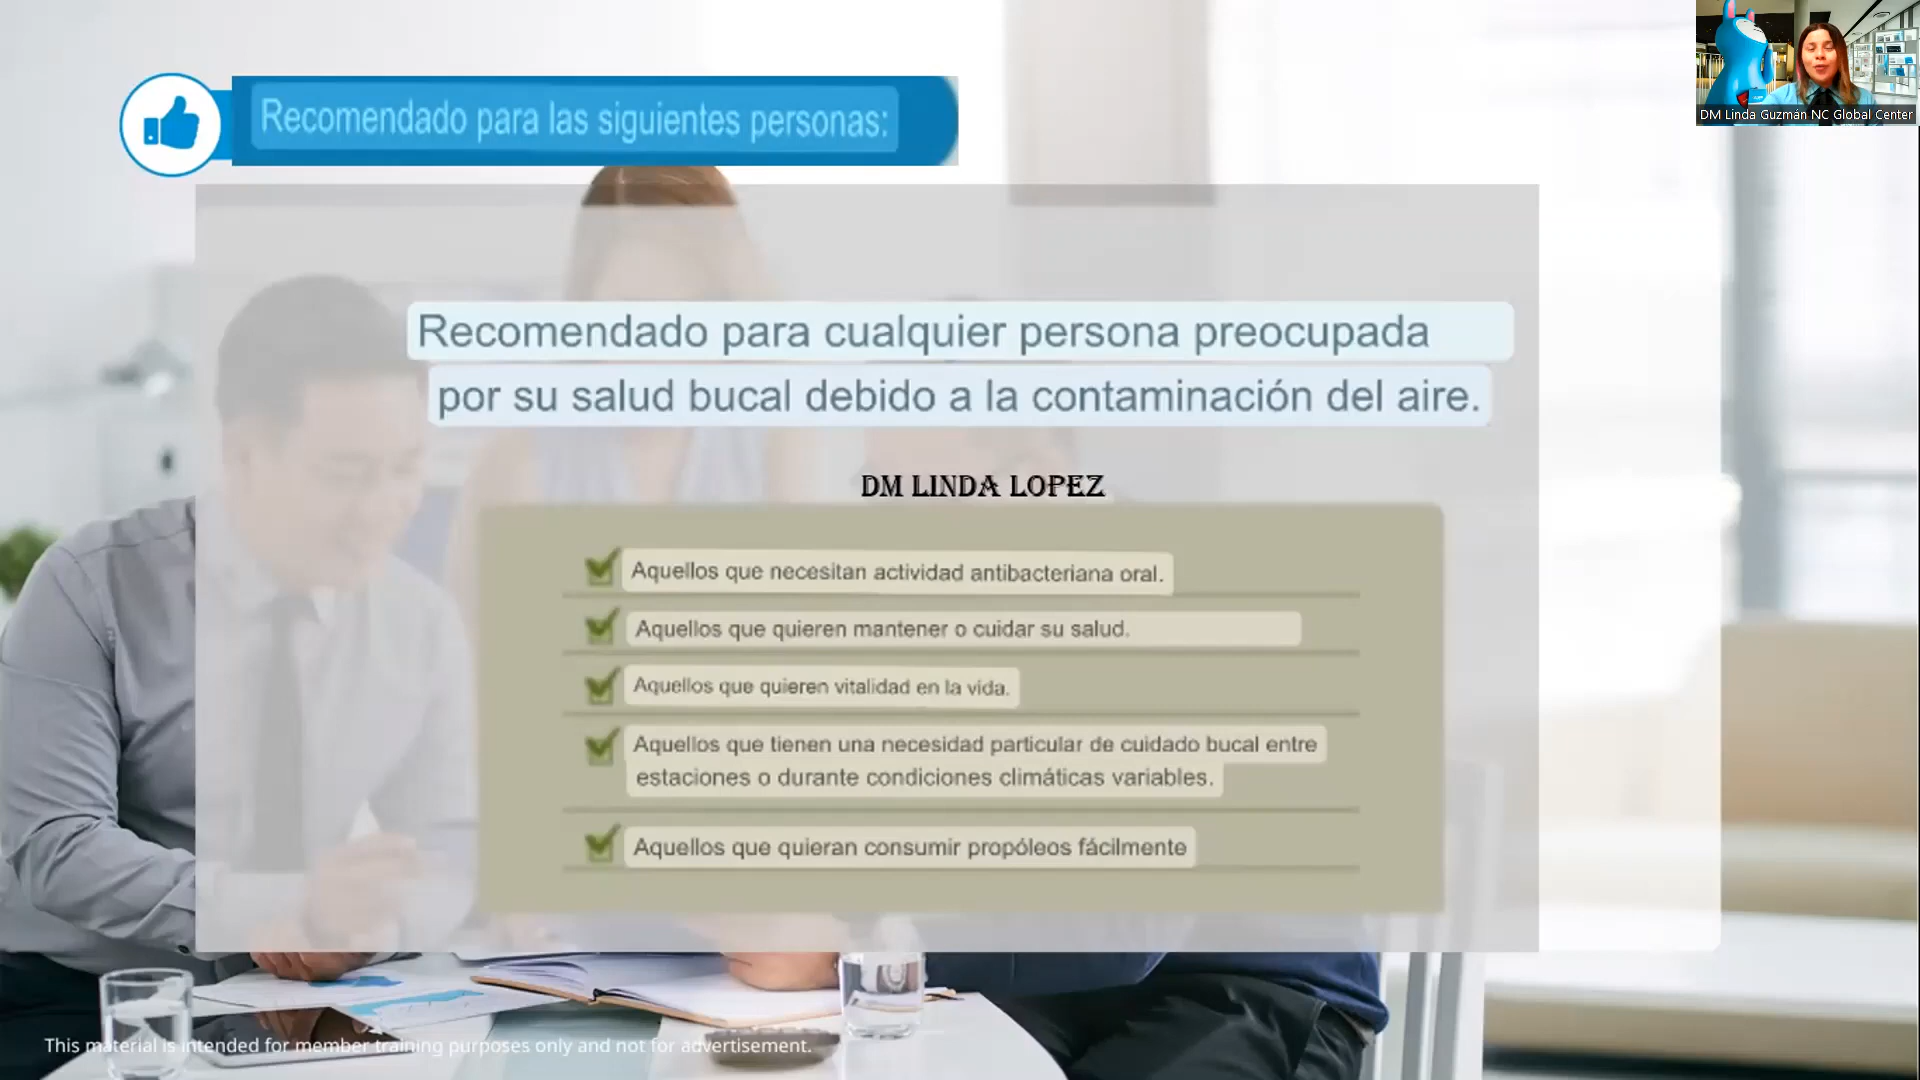 Recomendado para las siguientes personas:
DM Linda Guzmán NC Global Center
Recomendado para cualquier persona preocupada
por su salud bucal debido a la contaminación del aire.
DM LINDA LOPEZ
Aquellos que necesitan actividad antibacteriana oral.
Aquellos que quieren mantener o cuidar su salud.
Aquellos que quieren vitalidad en la vida.
Aquellos que tienen una necesidad particular de cuidado bucal entre
estaciones o durante condiciones climáticas variables.
Aquellos que quieran consumir propóleos fácilmente
This material is intended for member training purposes only and not for advertisement.